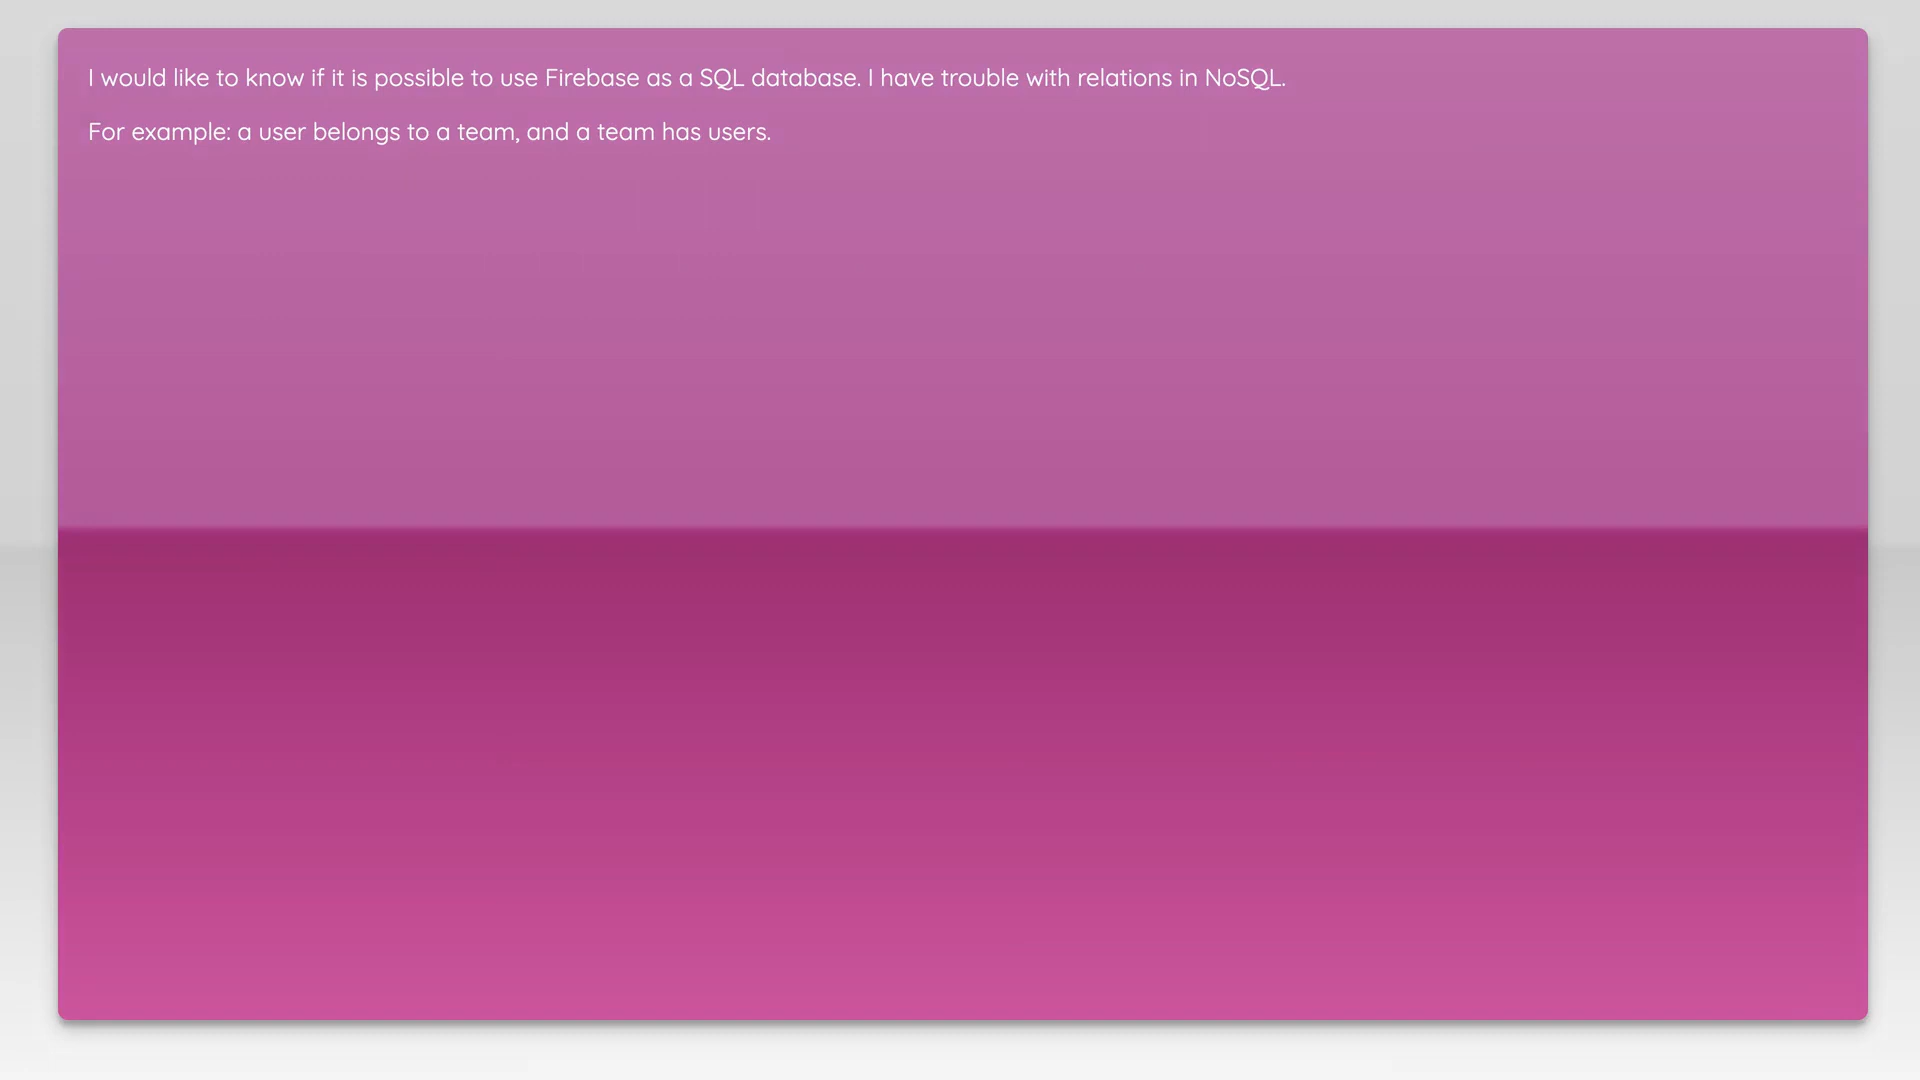 I would like to know if it is possible to use Firebase as a SQL database. I have trouble with relations in NoSQL.
For example: a user belongs to a team, and a team has users.